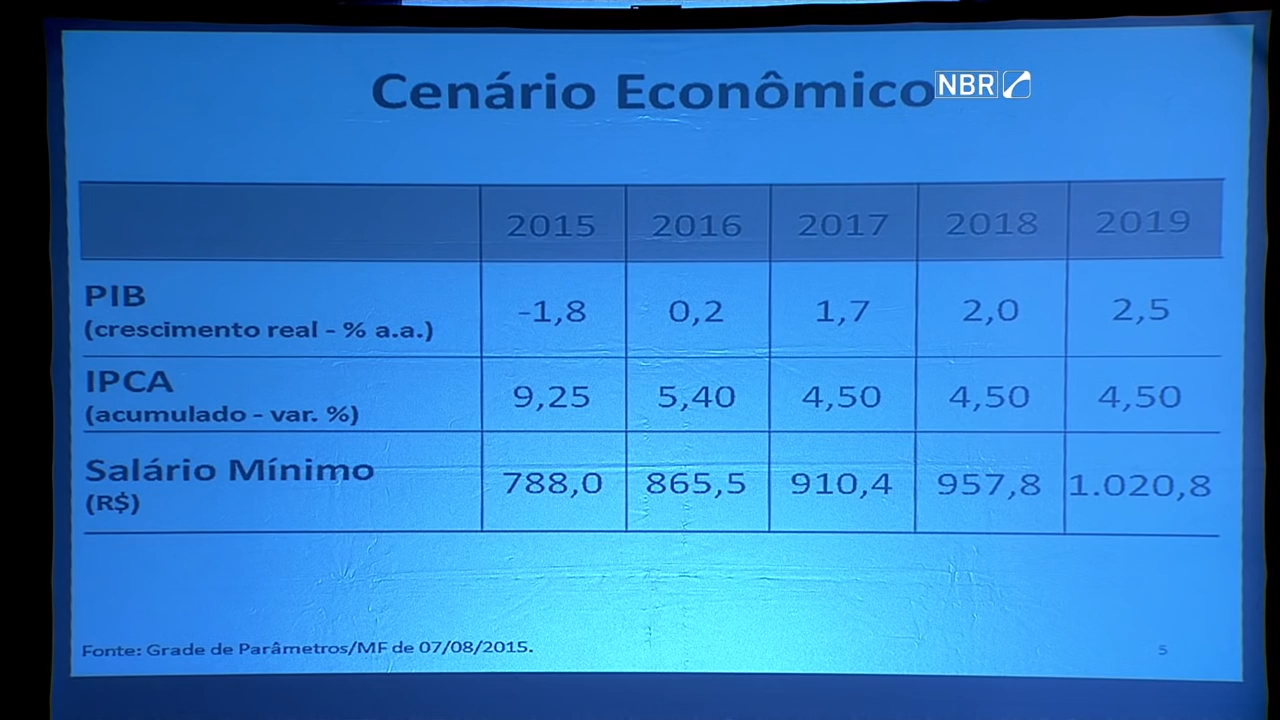 Cenário Econômico
NBR
2015 2016 2017 2018 2019
PIB
(crescimento real - % a.a.) -1,8 0,2 1,7 2,0 2,5
IPCA
(acumulado - var. %) 9,25 5,40 4,50 4,50 4,50
Salário Mínimo
(R$) 788,0 865,5 910,4 957,8 1.020,8
Fonte: Grade de Parâmetros/MF de 07/08/2015.
5